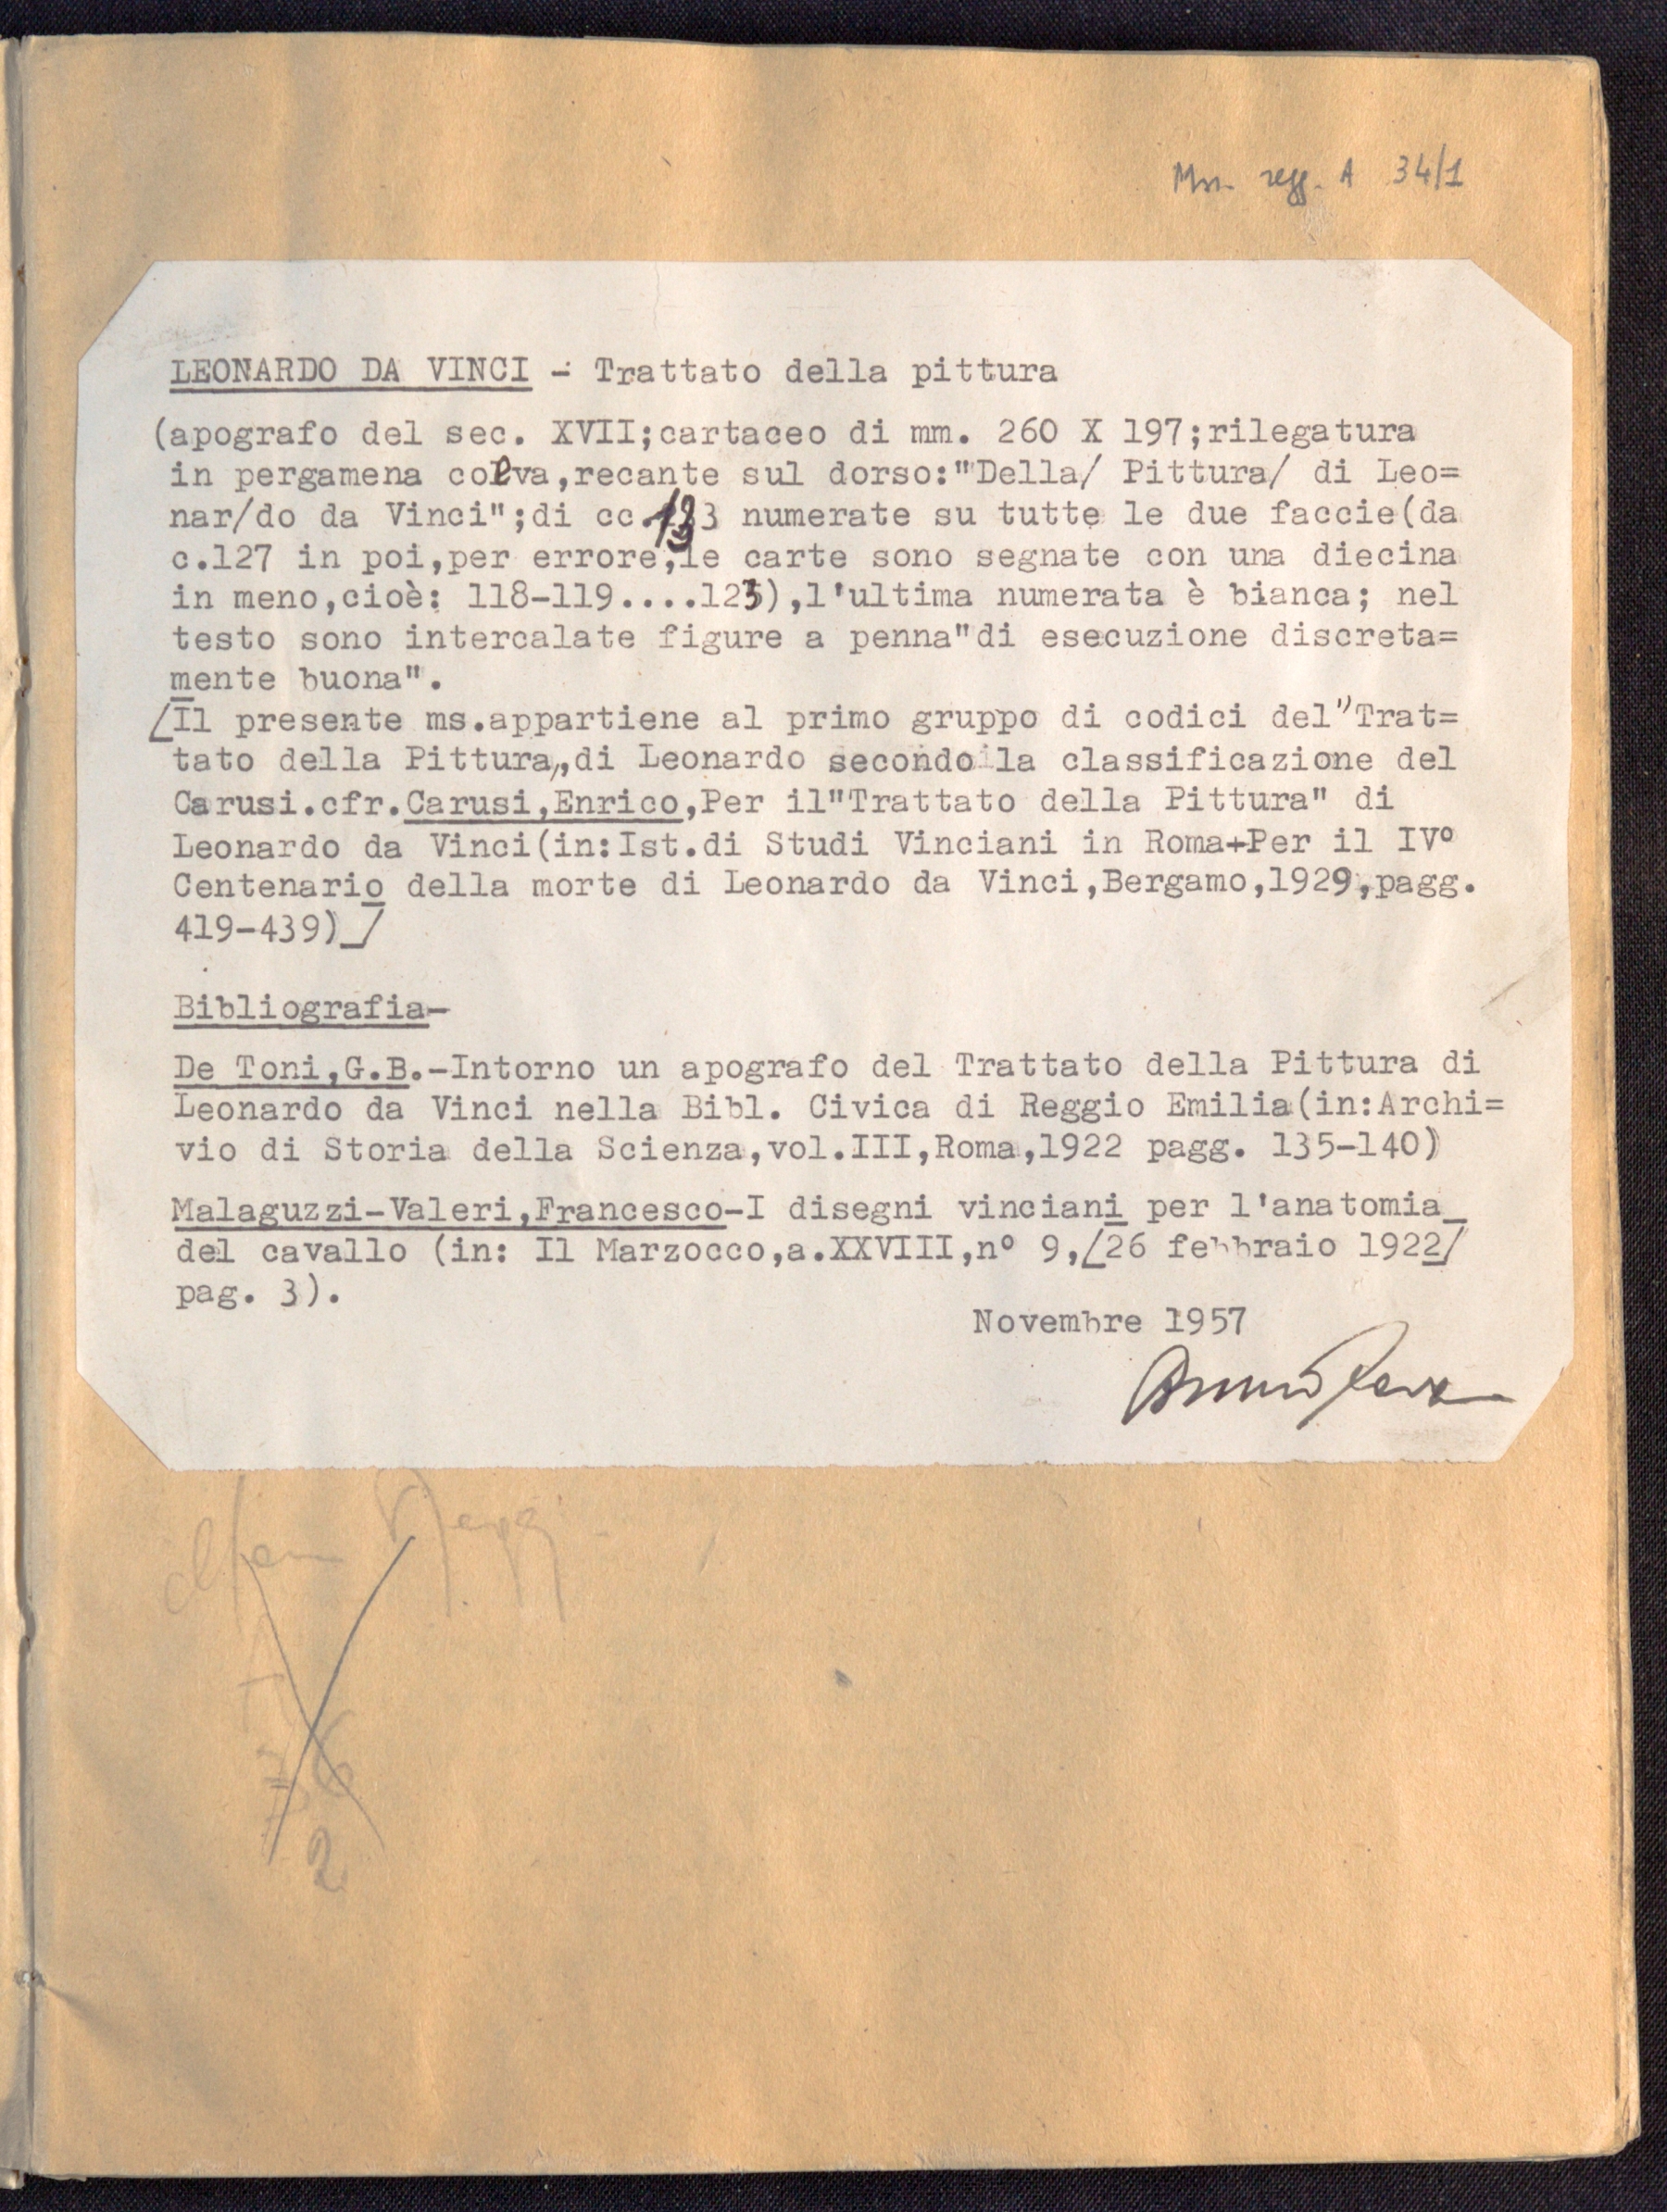 Mss. regg. A 34/1
LEONARDO DA VINCI - Trattato della pittura
(apografo del sec. XVII;cartaceo di mm. 260 X 197;rilegatura
in pergamena coeva,recante sul dorso:"Della/ Pittura/ di Leo=
nar/do da Vinci";di cc.133 numerate su tutte le due faccie(da
c.127 in poi,per errore,le carte sono segnate con una diecina
in meno,cioè: 118-119....123),l'ultima numerata è bianca; nel
testo sono intercalate figure a penna"di esecuzione discreta=
mente buona".
[Il presente ms.appartiene al primo gruppo di codici del"Trat=
tato della Pittura",di Leonardo secondo la classificazione del
Carusi.cfr.Carusi,Enrico,Per il"Trattato della Pittura" di
Leonardo da Vinci(in:Ist.di Studi Vinciani in Roma+Per il IVº
Centenario della morte di Leonardo da Vinci,Bergamo,1929,pagg.
419-439)]
Bibliografia-
De Toni,G.B.-Intorno un apografo del Trattato della Pittura di
Leonardo da Vinci nella Bibl. Civica di Reggio Emilia(in:Archi=
vio di Storia della Scienza,vol.III,Roma,1922 pagg. 135-140)
Malaguzzi-Valeri,Francesco-I disegni vinciani per l'anatomia
del cavallo (in: Il Marzocco,a.XXVIII,nº 9,[26 febbraio 1922]
pag. 3).
Novembre 1957
2